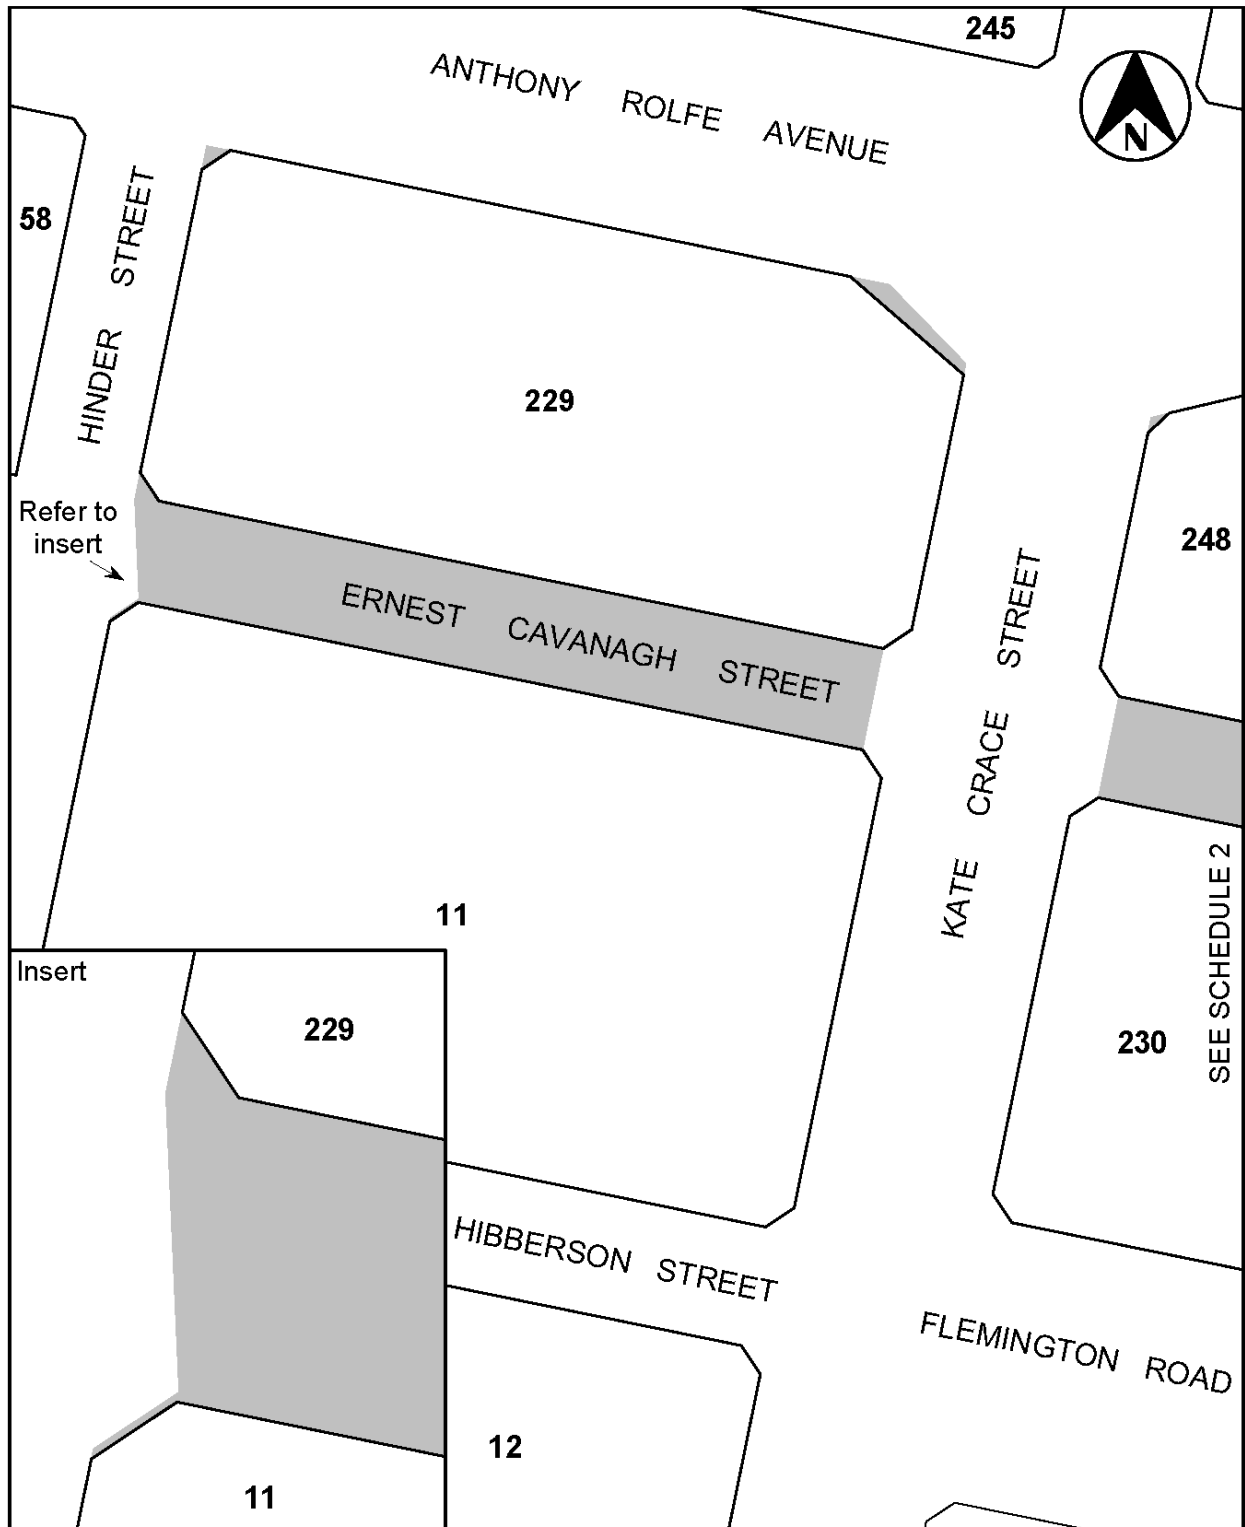 245
ANTHONY ROLFE AVENUE
N
58
HINDER STREET
229
Refer to
insert
248
ERNEST CAVANAGH STREET
KATE CRACE STREET
11
SEE SCHEDULE 2
230
Insert
229
HIBBERSON STREET
FLEMINGTON ROAD
12
11